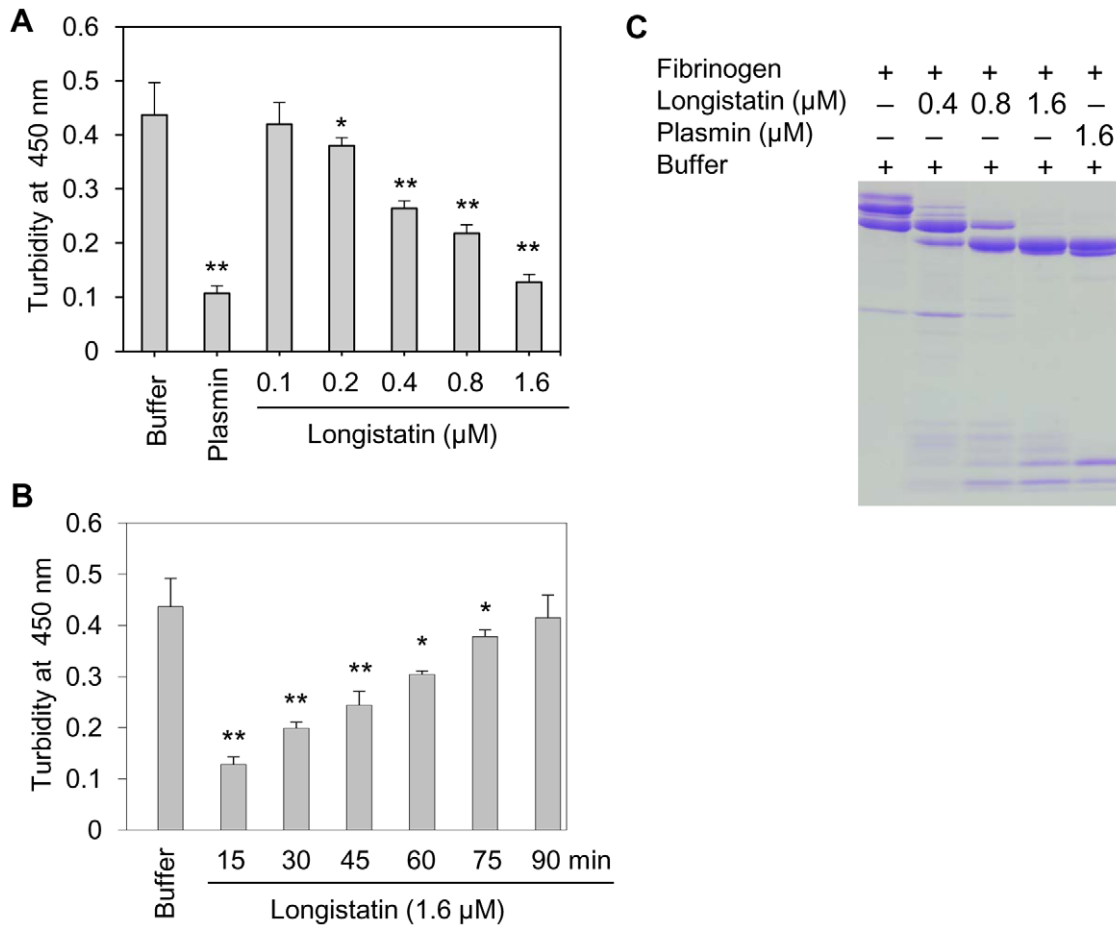 A
0.6
0.5
0.4
0.3
0.2
0.1
0
Turbidity at 450 nm
**
*
**
**
**
Buffer
Plasmin
0.1 0.2 0.4 0.8 1.6
Longistatin (µM)
B
0.6
0.5
0.4
0.3
0.2
0.1
0
Turbidity at 450 nm
**
**
**
*
*
Buffer
15 30 45 60 75 90 min
Longistatin (1.6 µM)
C
Fibrinogen + + + + +
Longistatin (µM) – 0.4 0.8 1.6 –
Plasmin (µM) – – – – 1.6
Buffer + + + + +